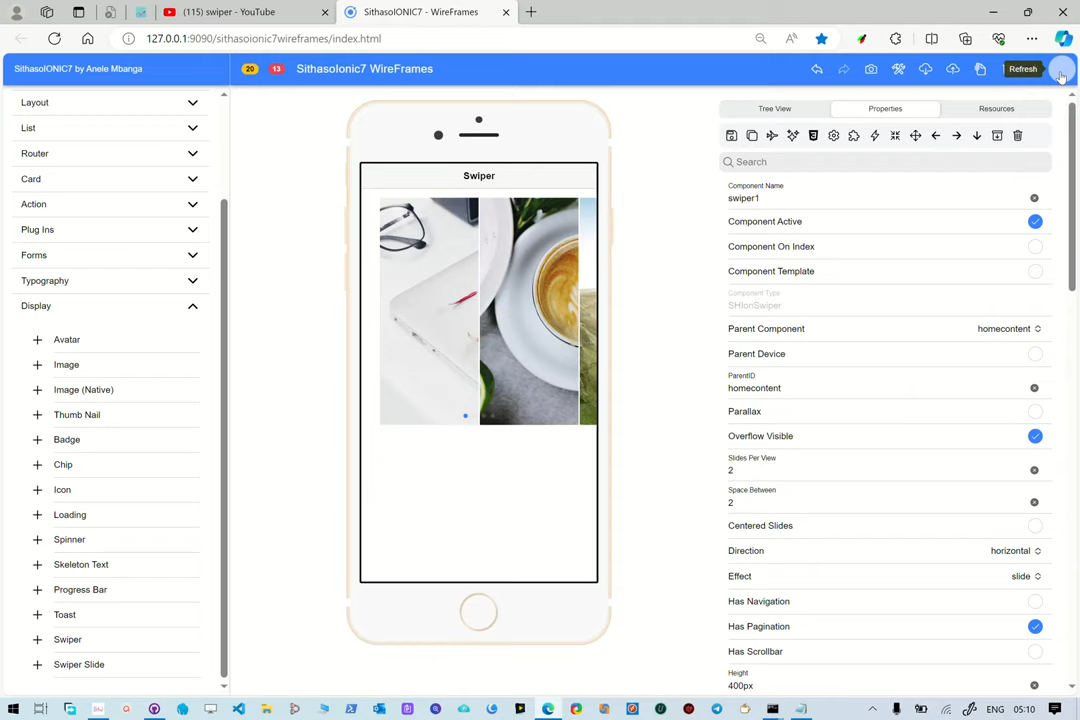 (115) swiper - YouTube
SithasoIONIC7 - WireFrames
127.0.0.1:9090/sithasoionic7wireframes/index.html
SithasoIONIC7 by Anele Mbanga
20
13
SithasoIonic7 WireFrames
Refresh
Layout
List
Router
Card
Action
Plug Ins
Forms
Typography
Display
Avatar
Image
Image (Native)
Thumb Nail
Badge
Chip
Icon
Loading
Spinner
Skeleton Text
Progress Bar
Toast
Swiper
Swiper Slide
Swiper
Tree View
Properties
Resources
Search
Component Name
swiper1
Component Active
Component On Index
Component Template
Component Type
SHIonSwiper
Parent Component
homecontent
Parent Device
ParentID
homecontent
Parallax
Overflow Visible
Slides Per View
2
Space Between
2
Centered Slides
Direction
horizontal
Effect
slide
Has Navigation
Has Pagination
Has Scrollbar
Height
400px
ENG
05:10